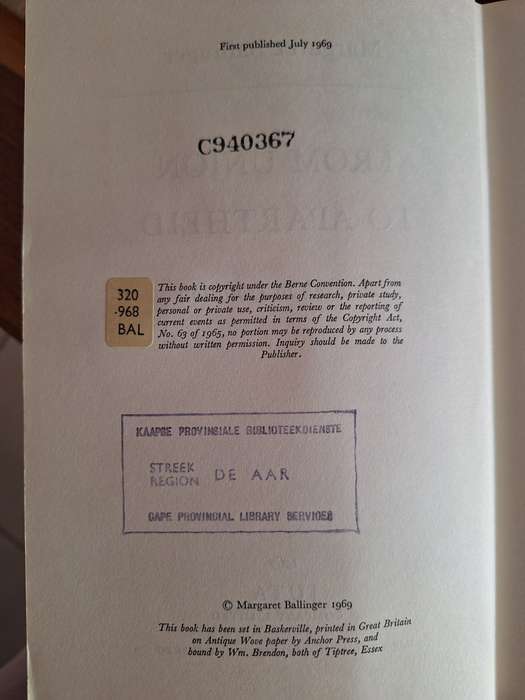 First published July 1969
C940367
320
·968
BAL
This book is copyright under the Berne Convention. Apart from
any fair dealing for the purposes of research, private study,
personal or private use, criticism, review or the reporting of
current events as permitted in terms of the Copyright Act,
No. 63 of 1965, no portion may be reproduced by any process
without written permission. Inquiry should be made to the
Publisher.
KAAPSE PROVINSIALE BIBLIOTEEKDIENSTE
STREEK
REGION DE AAR
CAPE PROVINCIAL LIBRARY SERVICES
© Margaret Ballinger 1969
This book has been set in Baskerville, printed in Great Britain
on Antique Wove paper by Anchor Press, and
bound by Wm. Brendon, both of Tiptree, Essex